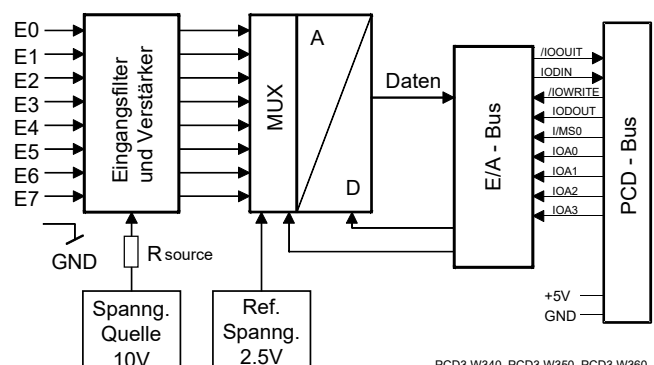 E0
E1
E2
E3
E4
E5
E6
E7
GND
Eingangsfilter
und Verstärker
R source
Spanng.
Quelle
10V
MUX
A
D
Ref.
Spanng.
2.5V
Daten
E/A - Bus
/IOOUIT
IODIN
/IOWRITE
IODOUT
I/MS0
IOA0
IOA1
IOA2
IOA3
+5V
GND
PCD - Bus
PCD3.W340, PCD3.W350, PCD3.W360